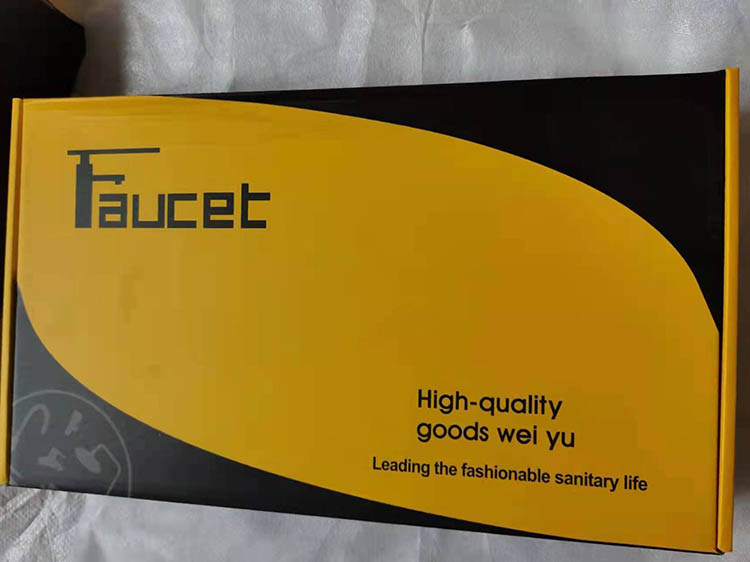 Faucet
High-quality
goods wei yu
Leading the fashionable sanitary life